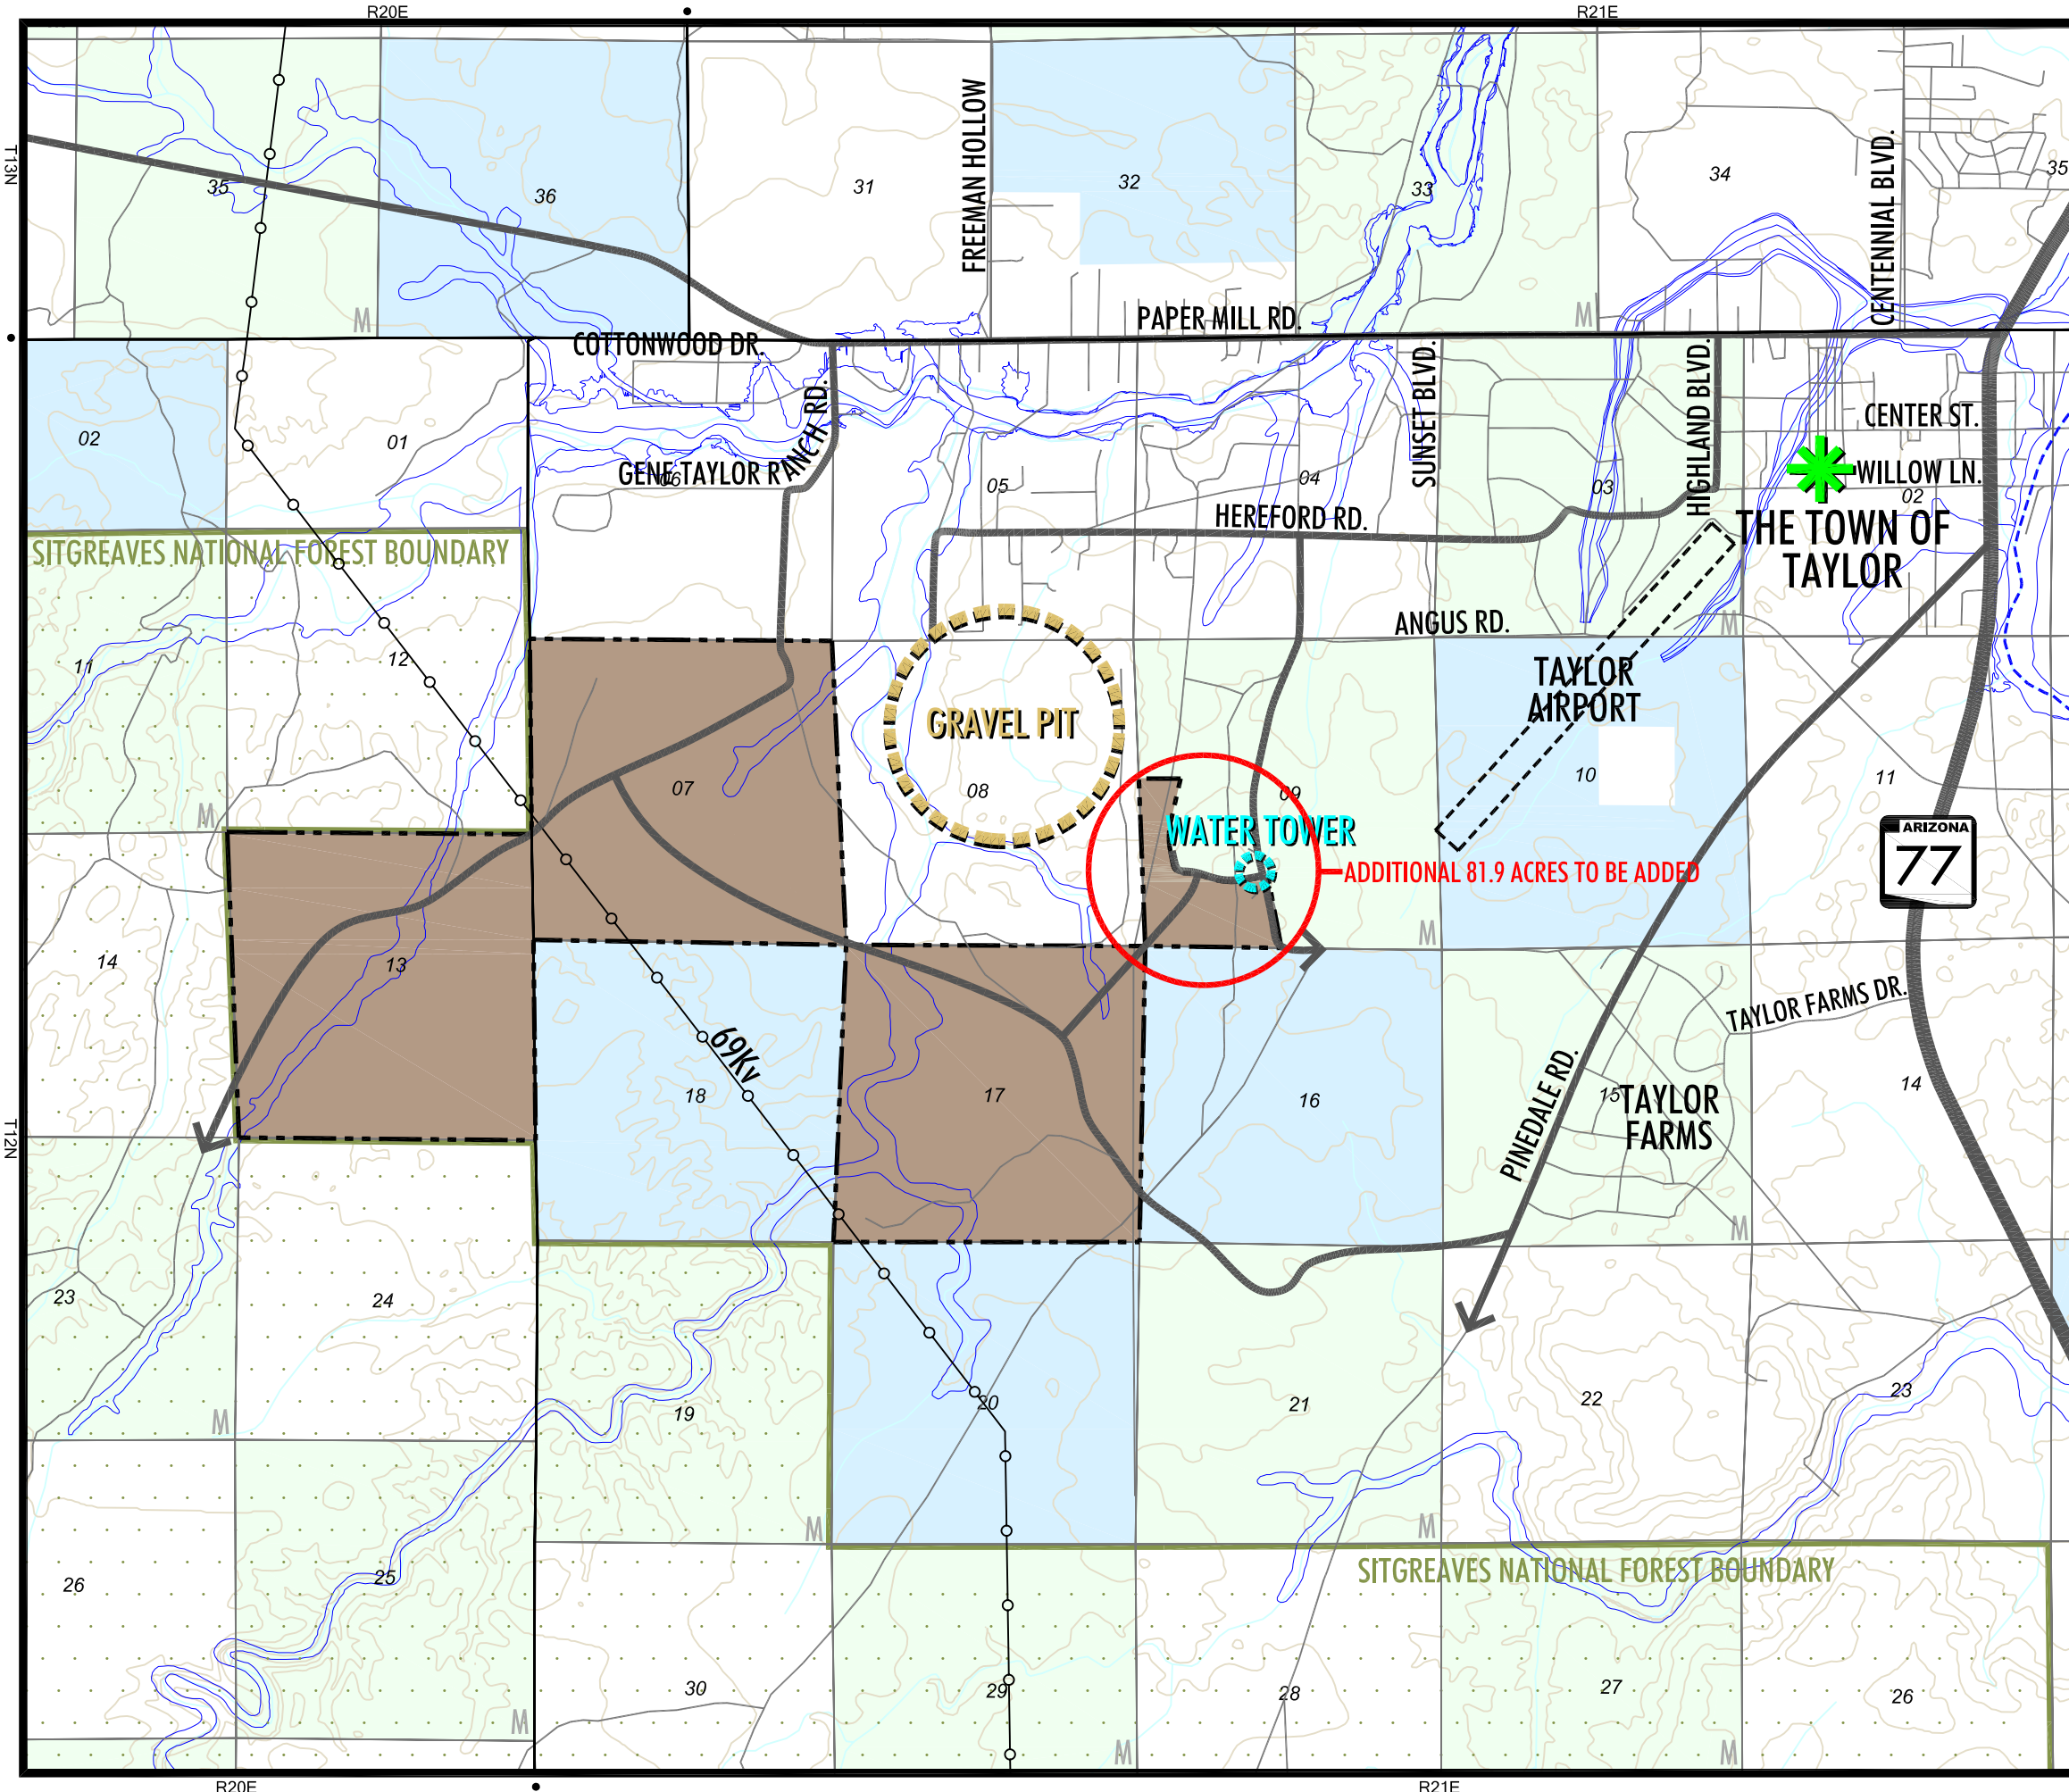 R20E
R21E
T13N
35
36
31
FREEMAN HOLLOW
32
33
34
CENTENNIAL BLVD.
35
M
M
PAPER MILL RD.
COTTONWOOD DR.
02
01
GENE TAYLOR RANCH RD.
06
05
04
SUNSET BLVD.
03
HIGHLAND BLVD.
CENTER ST.
WILLOW LN.
02
HEREFORD RD.
THE TOWN OF
TAYLOR
SITGREAVES NATIONAL FOREST BOUNDARY
ANGUS RD.
M
11
12
TAYLOR
AIRPORT
GRAVEL PIT
07
08
09
10
11
M
WATER TOWER
ARIZONA
77
ADDITIONAL 81.9 ACRES TO BE ADDED
M
14
13
TAYLOR FARMS DR.
69Kv
18
17
16
PINEDALE RD.
15
TAYLOR
FARMS
14
T12N
M
23
24
19
20
21
22
23
M
M
M
SITGREAVES NATIONAL FOREST BOUNDARY
26
25
30
29
28
27
26
M
M
M
R20E
R21E